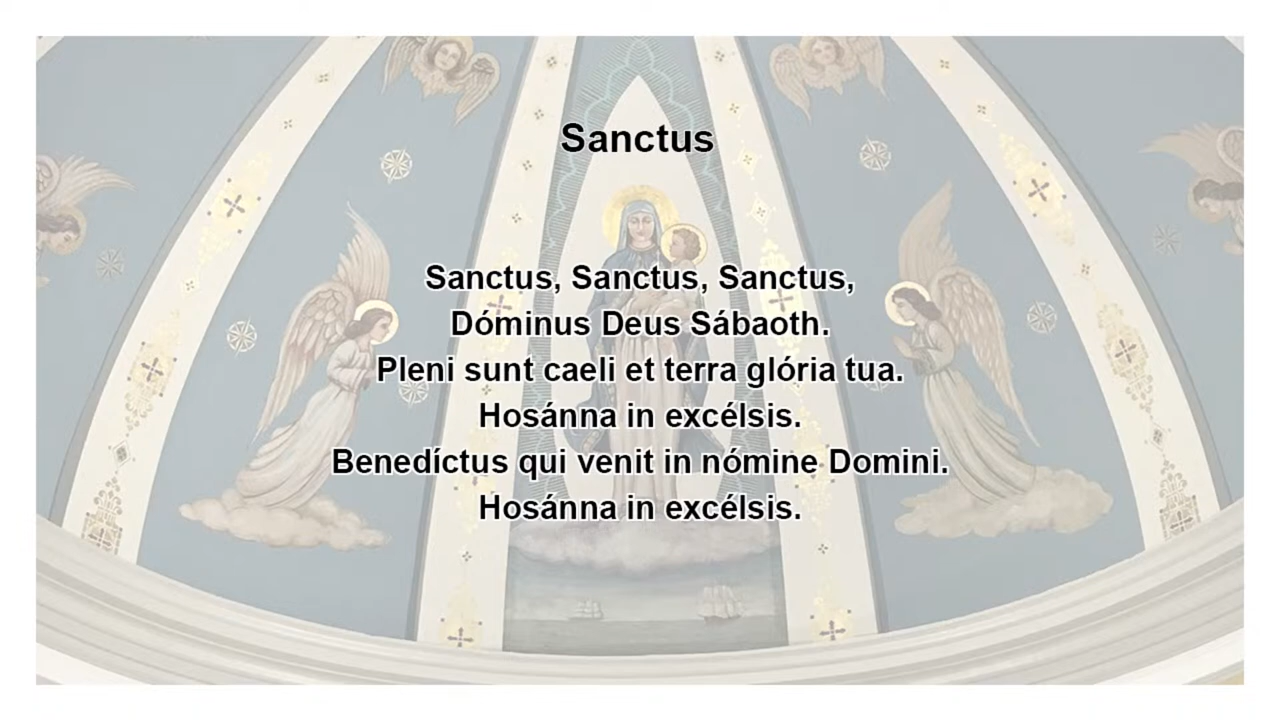 Sanctus
Sanctus, Sanctus, Sanctus,
Dóminus Deus Sábaoth.
Pleni sunt caeli et terra glória tua.
Hosánna in excélsis.
Benedíctus qui venit in nómine Domini.
Hosánna in excélsis.